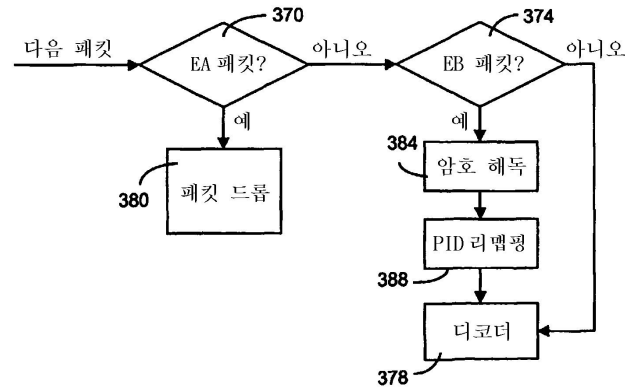 370
374
다음 패킷
EA 패킷?
아니오
EB 패킷?
아니오
예
예
380
패킷 드롭
384
암호 해독
PID 리맵핑
388
디코더
378